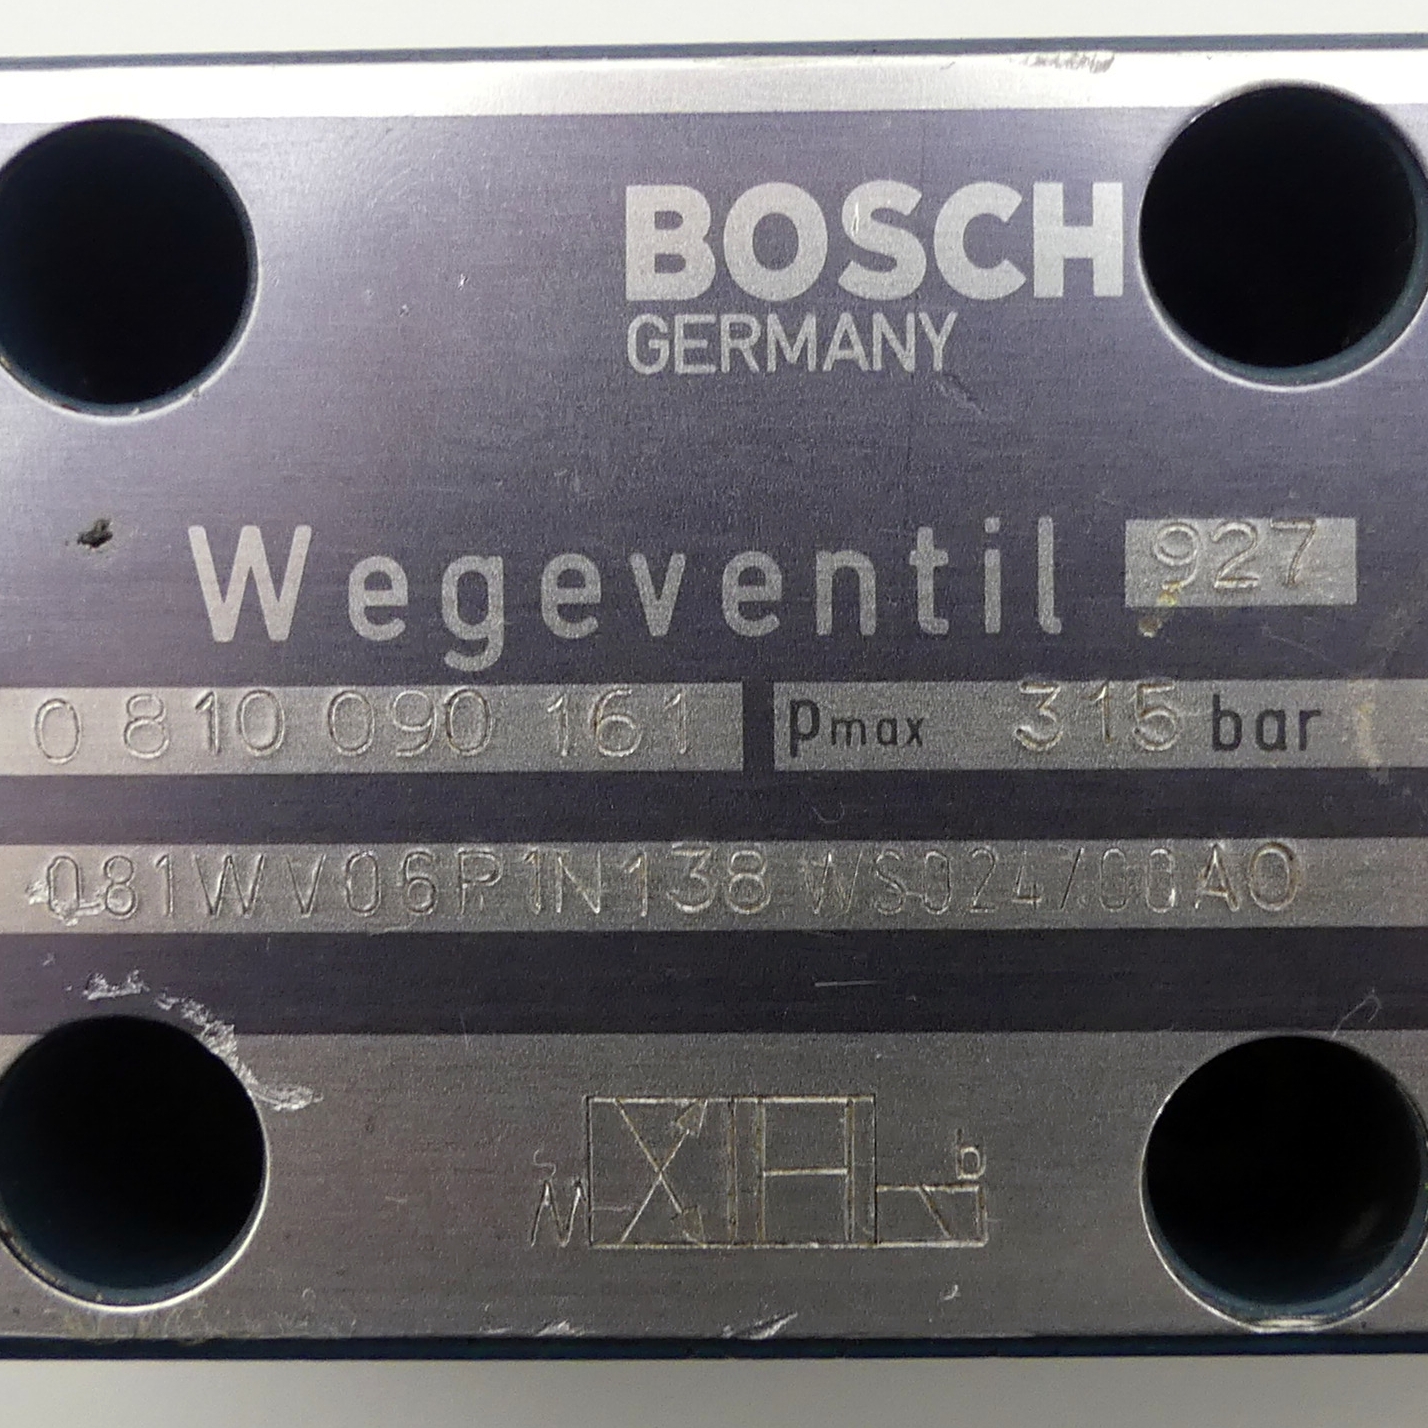 BOSCH
GERMANY
Wegeventil 927
0 810 090 161 pmax 315 bar
081WV06P1N138WS024/00A0
b